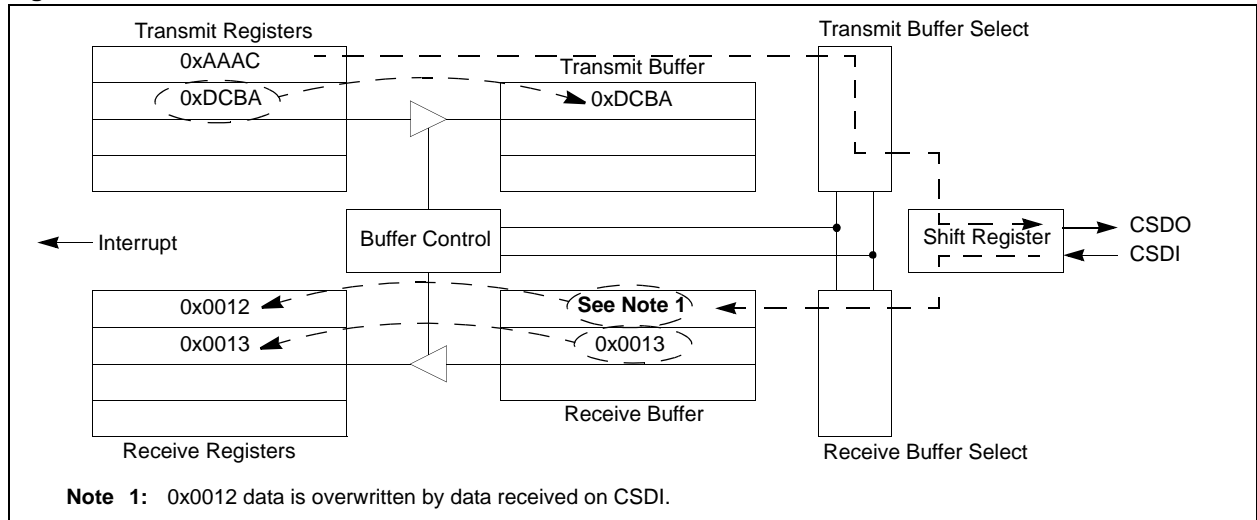 Transmit Registers
Transmit Buffer Select
0xAAAC
Transmit Buffer
0xDCBA
0xDCBA
Interrupt
Buffer Control
Shift Register
CSDO
CSDI
0x0012
See Note 1
0x0013
0x0013
Receive Buffer
Receive Registers
Receive Buffer Select
Note 1: 0x0012 data is overwritten by data received on CSDI.